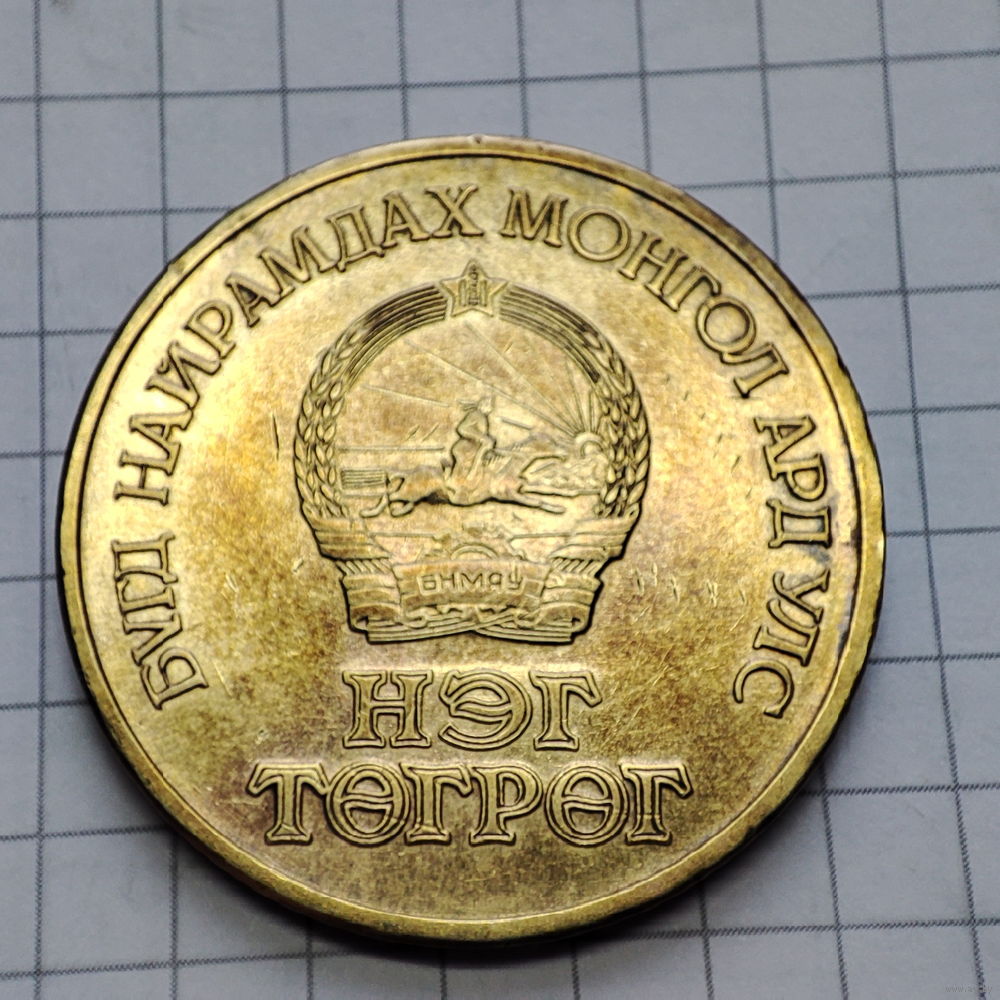 БҮГД НАЙРАМДАХ МОНГОЛ АРД УЛС
БНМАУ
НЭГ
ТӨГРӨГ